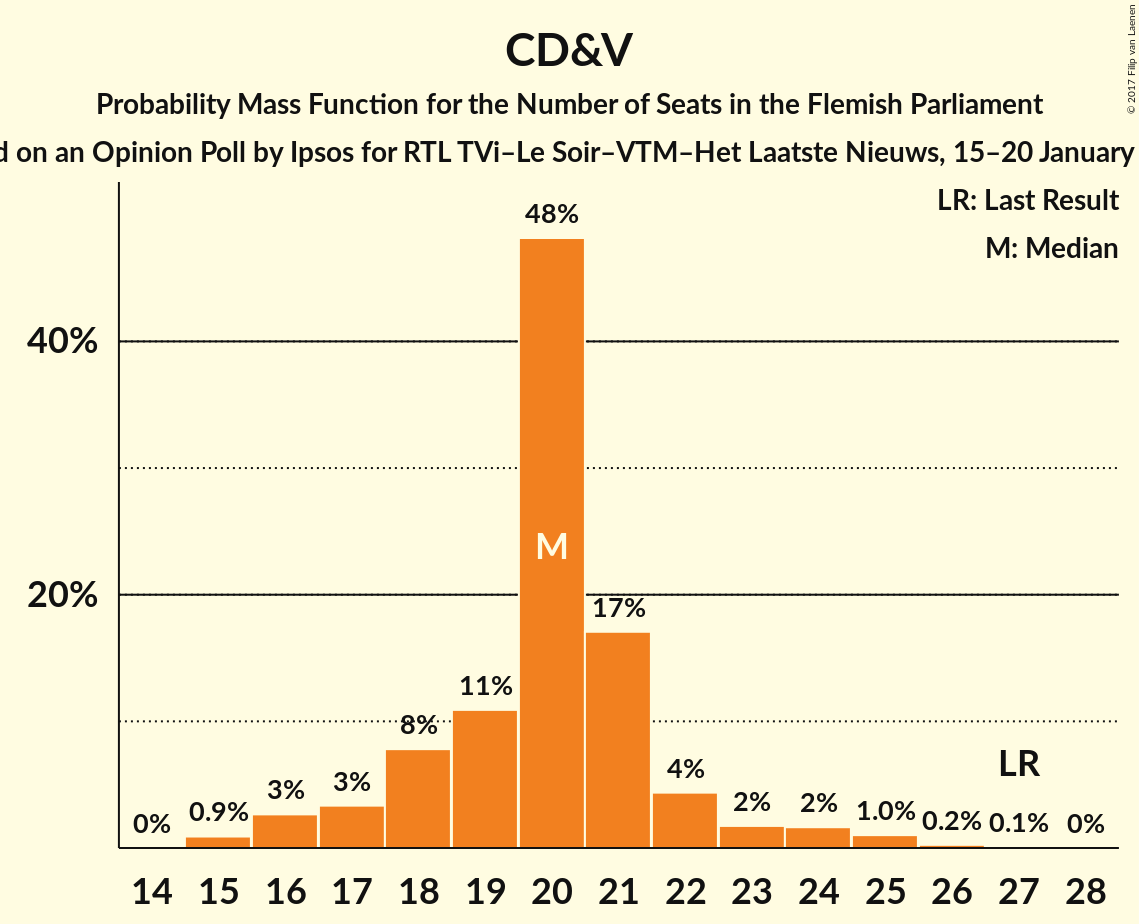 CD&V
Probability Mass Function for the Number of Seats in the Flemish Parliament
on an Opinion Poll by Ipsos for RTL TVi–Le Soir–VTM–Het Laatste Nieuws, 15–20 January
© 2017 Filip van Laenen
LR: Last Result
M: Median
48%
40%
M
20%
17%
11%
8%
LR
4%
3%
3%
2%
2%
1.0%
0.9%
0.2%
0.1%
0%
0%
14 15 16 17 18 19 20 21 22 23 24 25 26 27 28